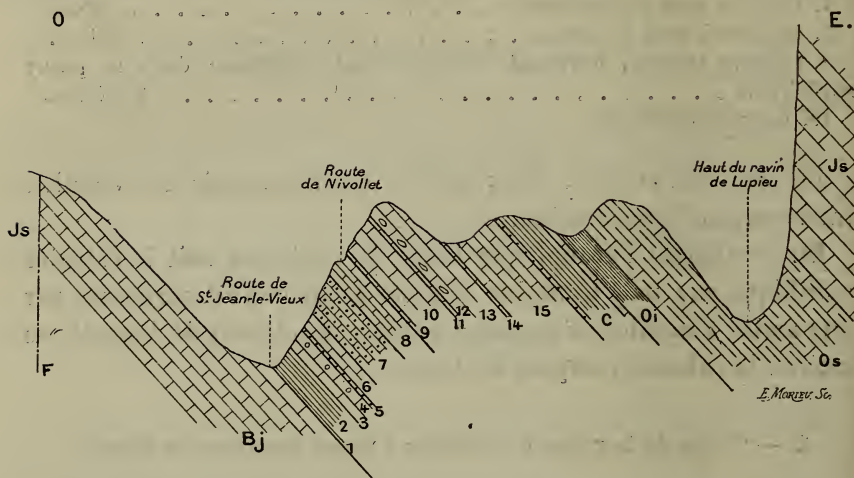 O
E.
Route
de Nivollet
Haut du ravin
de Lupieu
Js
Js
Route de
St Jean-le-Vieux
F
Bj
1
2
3
4
5
6
7
8
9
10
11
12
13
14
15
C
Oi
Os
E. MORIEU. Sc.